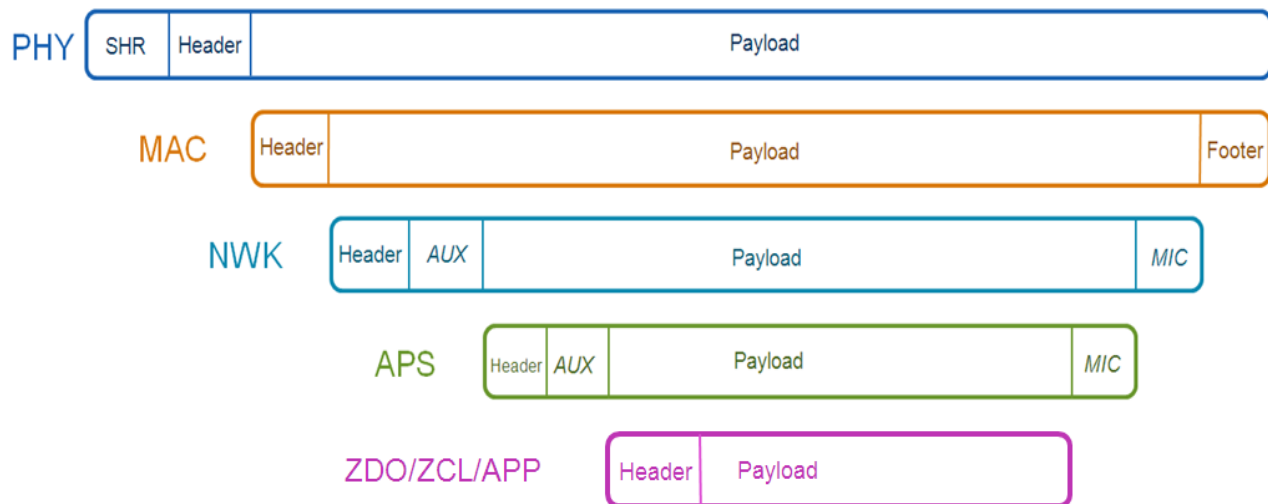 PHY SHR Header Payload
MAC Header Payload Footer
NWK Header AUX Payload MIC
APS Header AUX Payload MIC
ZDO/ZCL/APP Header Payload